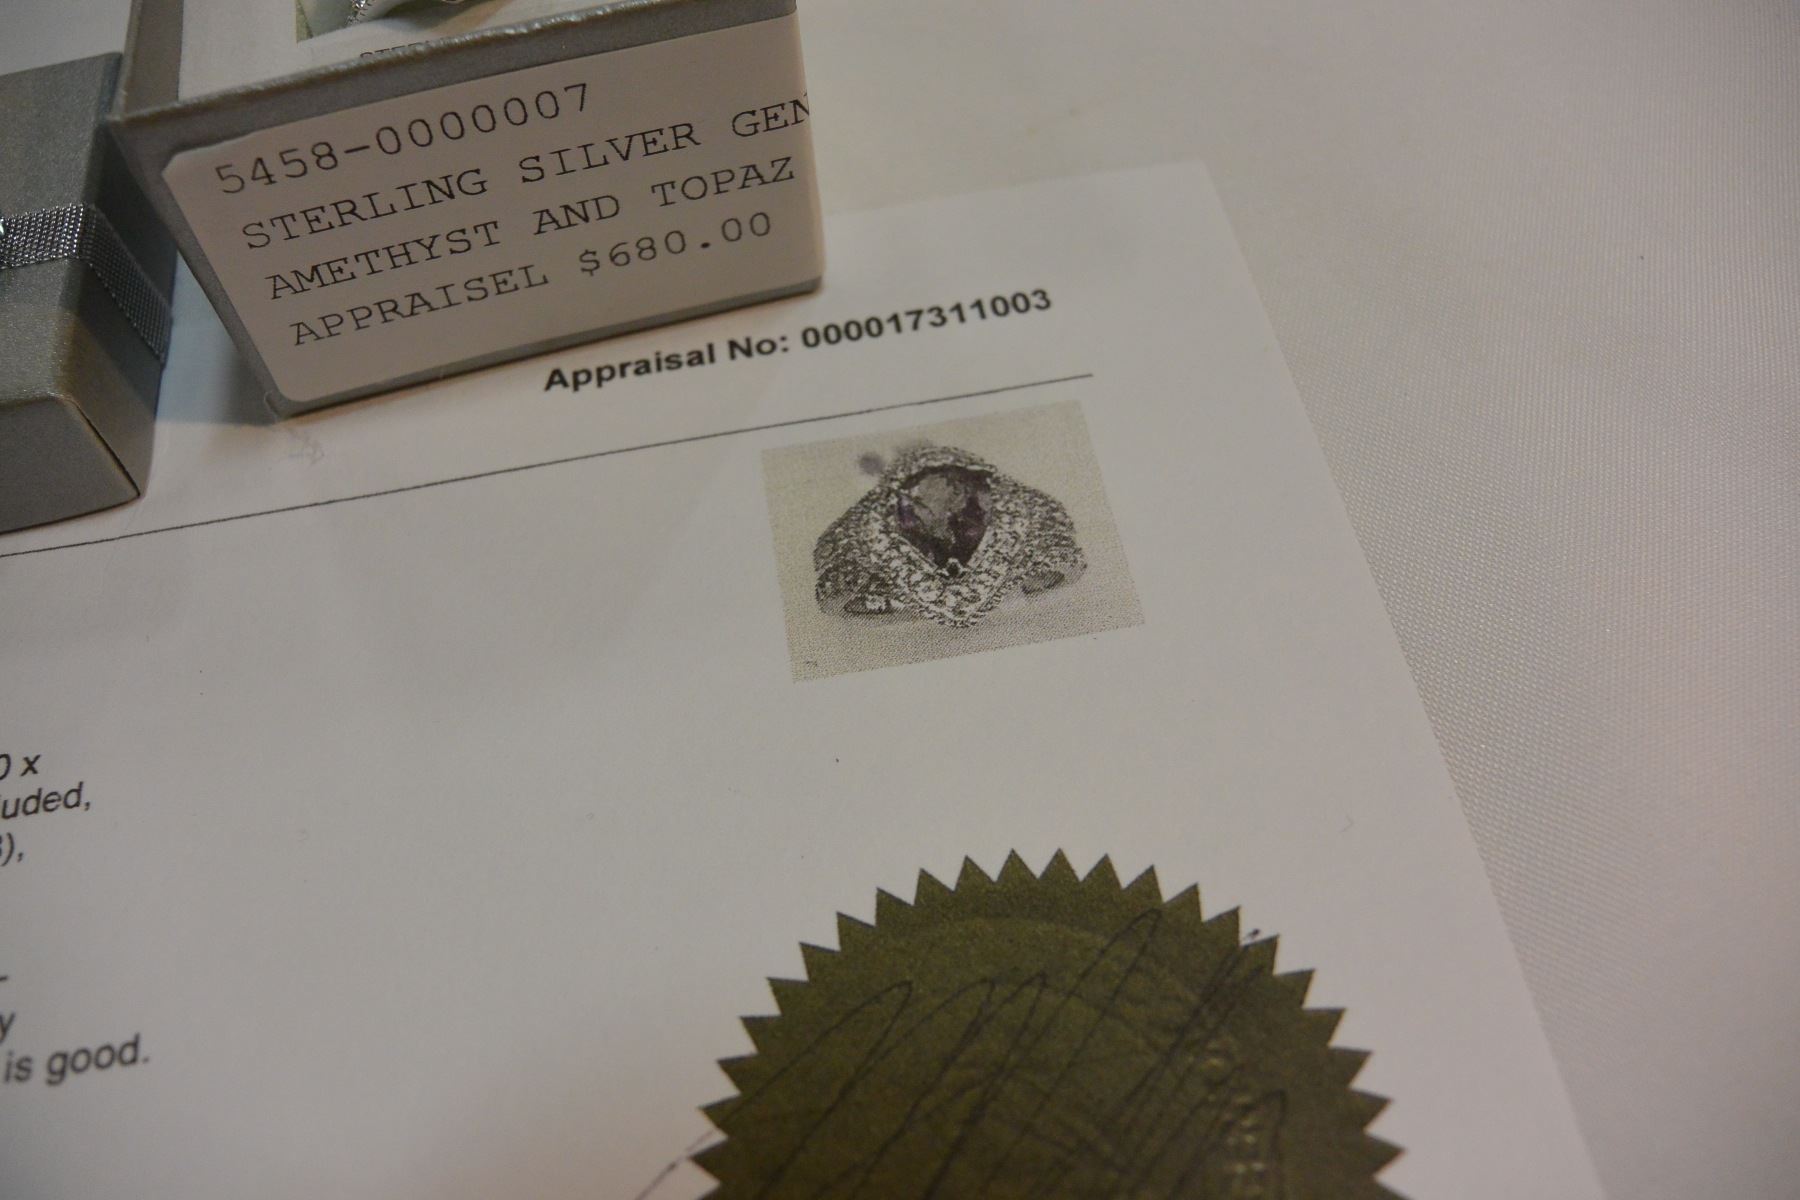 5458-0000007
STERLING SILVER GEN
AMETHYST AND TOPAZ
APPRAISEL $680.00
Appraisal No: 000017311003
x
uded,
),
y
is good.